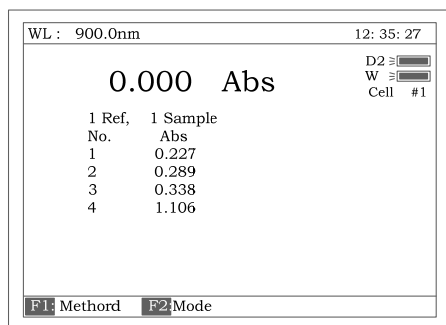 WL : 900.0nm 12: 35: 27
D2
0.000 Abs
W
Cell #1
1 Ref, 1 Sample
No. Abs
1 0.227
2 0.289
3 0.338
4 1.106
F1: Methord F2:Mode